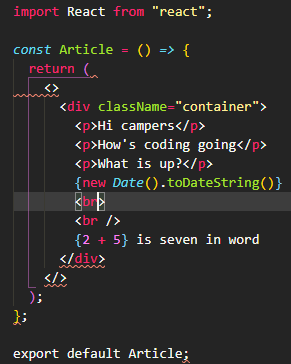 import React from "react";
const Article = () => {
return (
<>
<div className="container">
<p>Hi campers</p>
<p>How's coding going</p>
<p>What is up?</p>
{new Date().toDateString()}
<br>
<br />
{2 + 5} is seven in word
</div>
</>
);
};
export default Article;